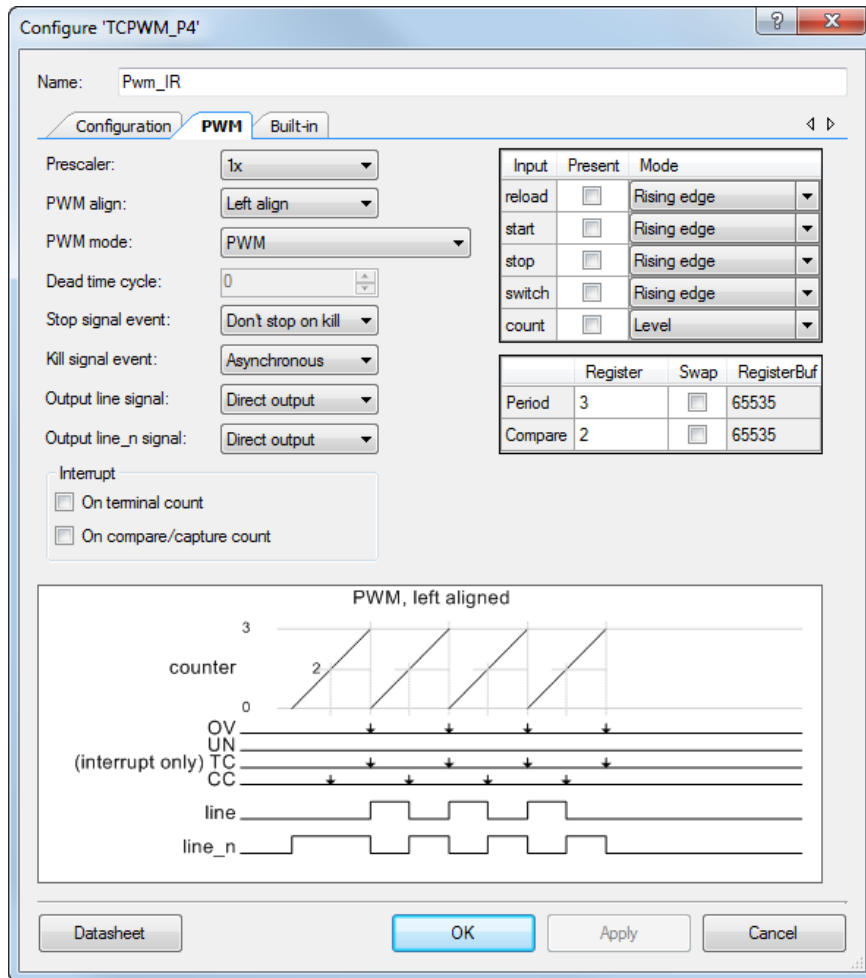 Configure 'TCPWM_P4'
Name: Pwm_IR
Configuration PWM Built-in
Prescaler: 1x
PWM align: Left align
PWM mode: PWM
Dead time cycle: 0
Stop signal event: Don't stop on kill
Kill signal event: Asynchronous
Output line signal: Direct output
Output line_n signal: Direct output
Interrupt
On terminal count
On compare/capture count
Input Present Mode
reload Rising edge
start Rising edge
stop Rising edge
switch Rising edge
count Level
Register Swap RegisterBuf
Period 3 65535
Compare 2 65535
PWM, left aligned
3
counter 2
0
OV
UN
(interrupt only) TC
CC
line
line_n
Datasheet OK Apply Cancel